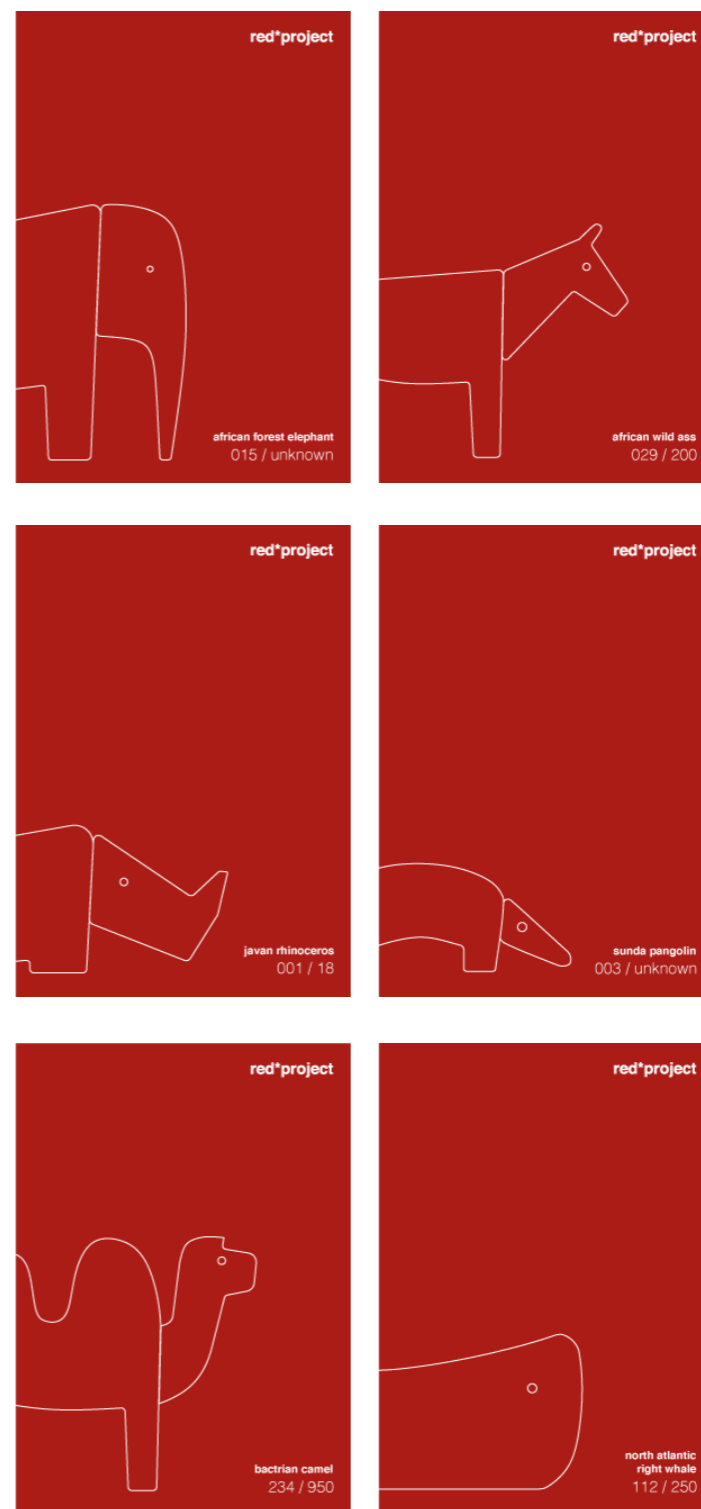 red*project
african forest elephant
015 / unknown
red*project
african wild ass
029 / 200
red*project
javan rhinoceros
001 / 18
red*project
sunda pangolin
003 / unknown
red*project
bactrian camel
234 / 950
red*project
north atlantic
right whale
112 / 250